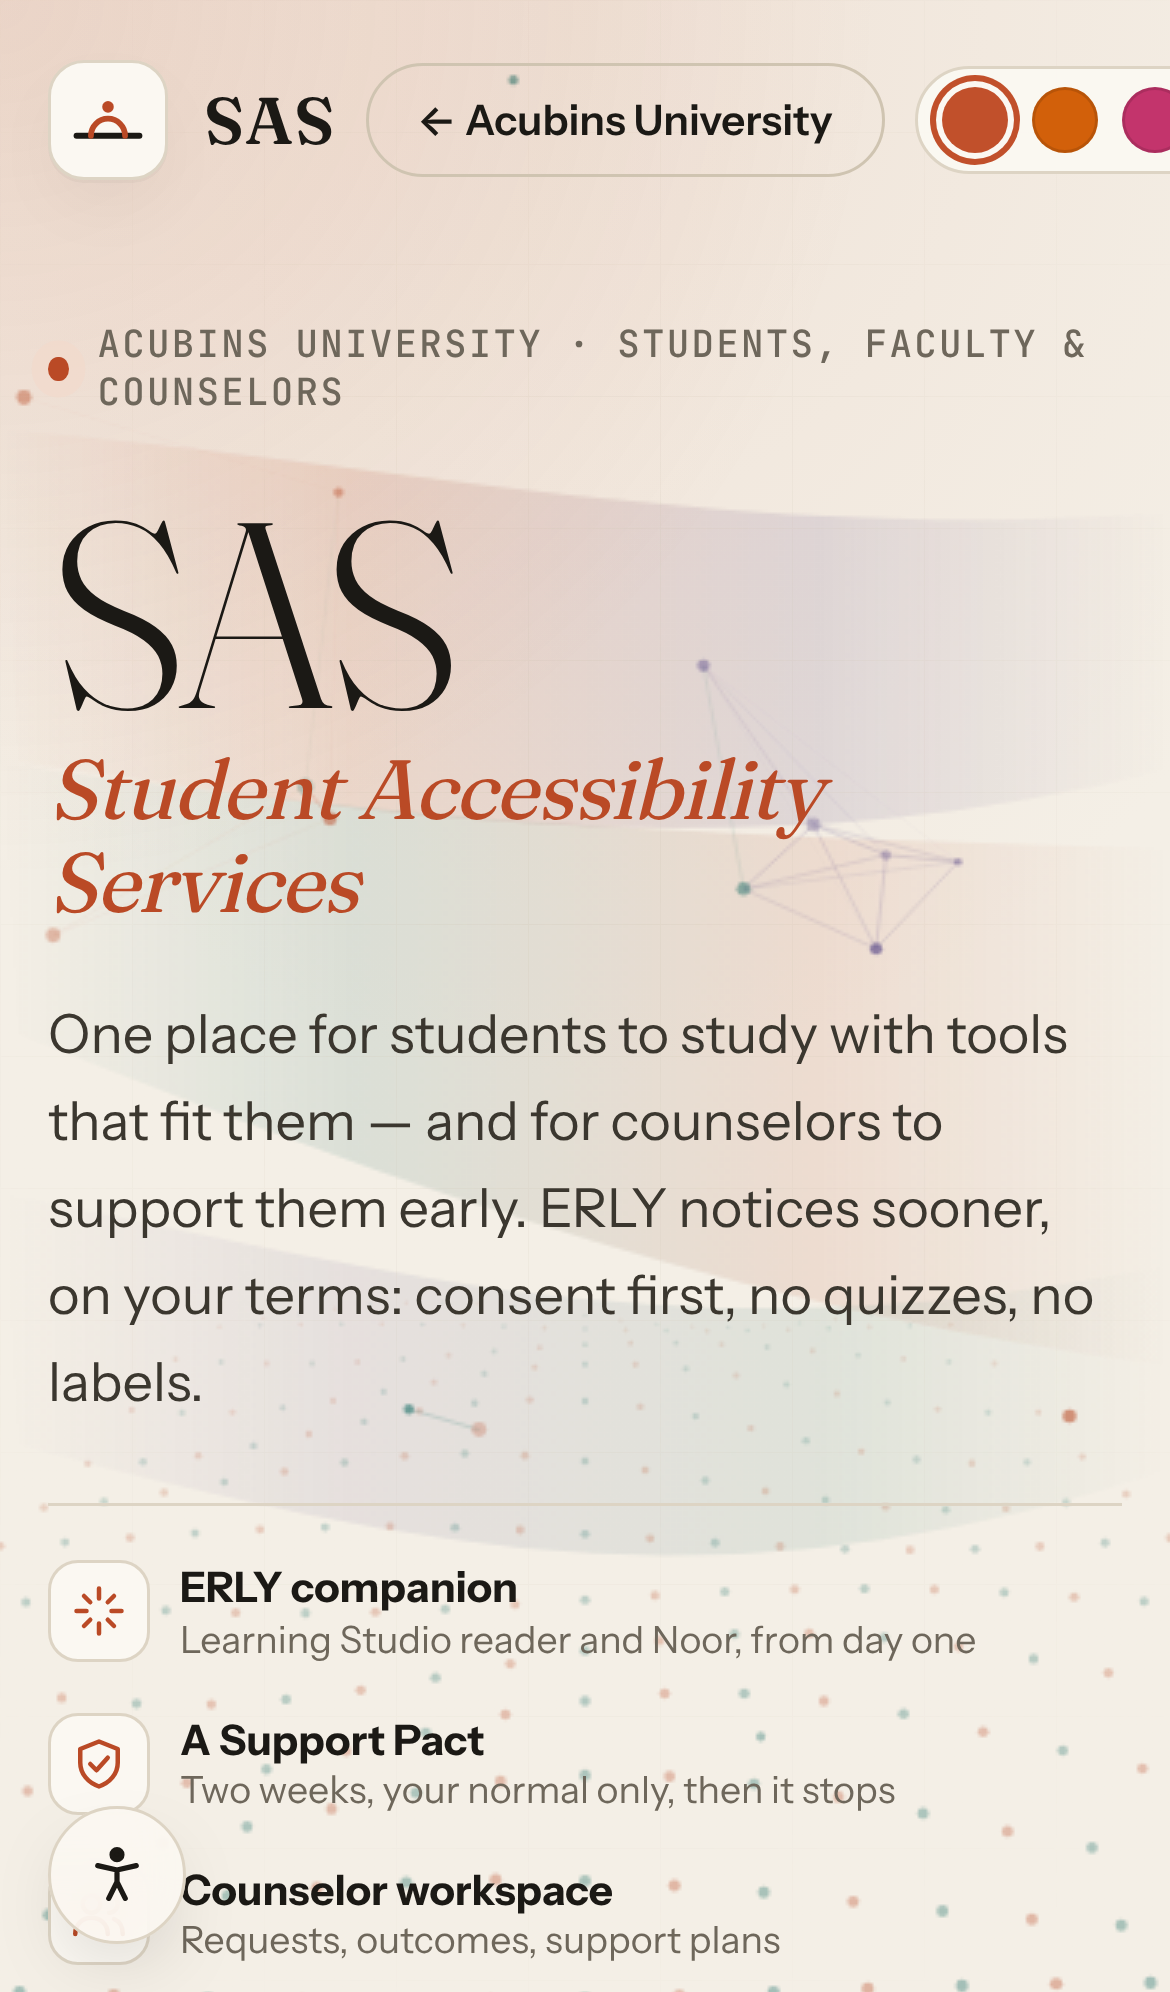 SAS
← Acubins University
ACUBINS UNIVERSITY · STUDENTS, FACULTY &
COUNSELORS
SAS
Student Accessibility
Services
One place for students to study with tools
that fit them — and for counselors to
support them early. ERLY notices sooner,
on your terms: consent first, no quizzes, no
labels.
ERLY companion
Learning Studio reader and Noor, from day one
A Support Pact
Two weeks, your normal only, then it stops
Counselor workspace
Requests, outcomes, support plans